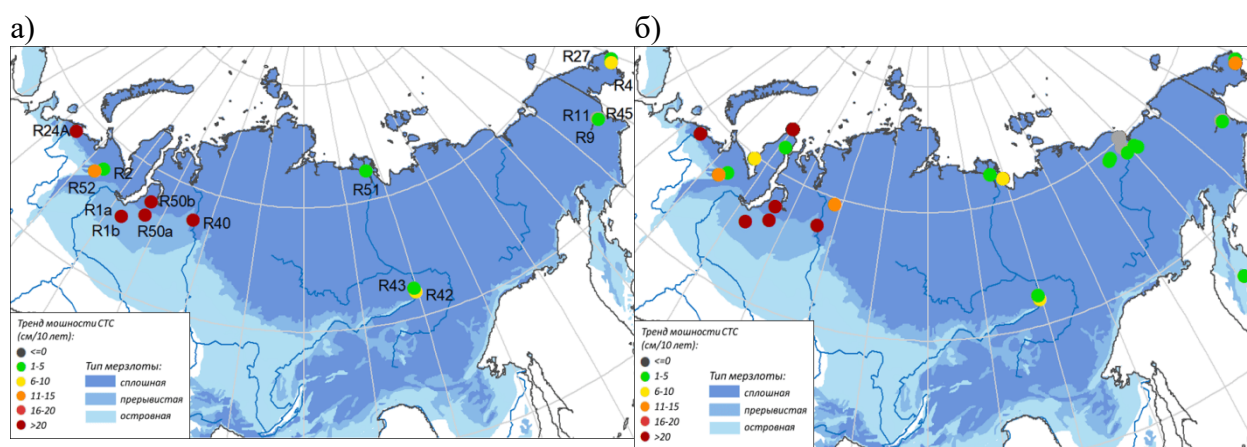 а)
б)
R27
R4
R11
R45
R9
R24A
R2
R52
R51
R50b
R1a
R40
R1b
R50a
R43
R42
Тренд мощности СТС
(см/10 лет):
<=0
1-5
6-10
11-15
16-20
>20
Тип мерзлоты:
сплошная
прерывистая
островная
Тренд мощности СТС
(см/10 лет):
<=0
1-5
6-10
11-15
16-20
>20
Тип мерзлоты:
сплошная
прерывистая
островная